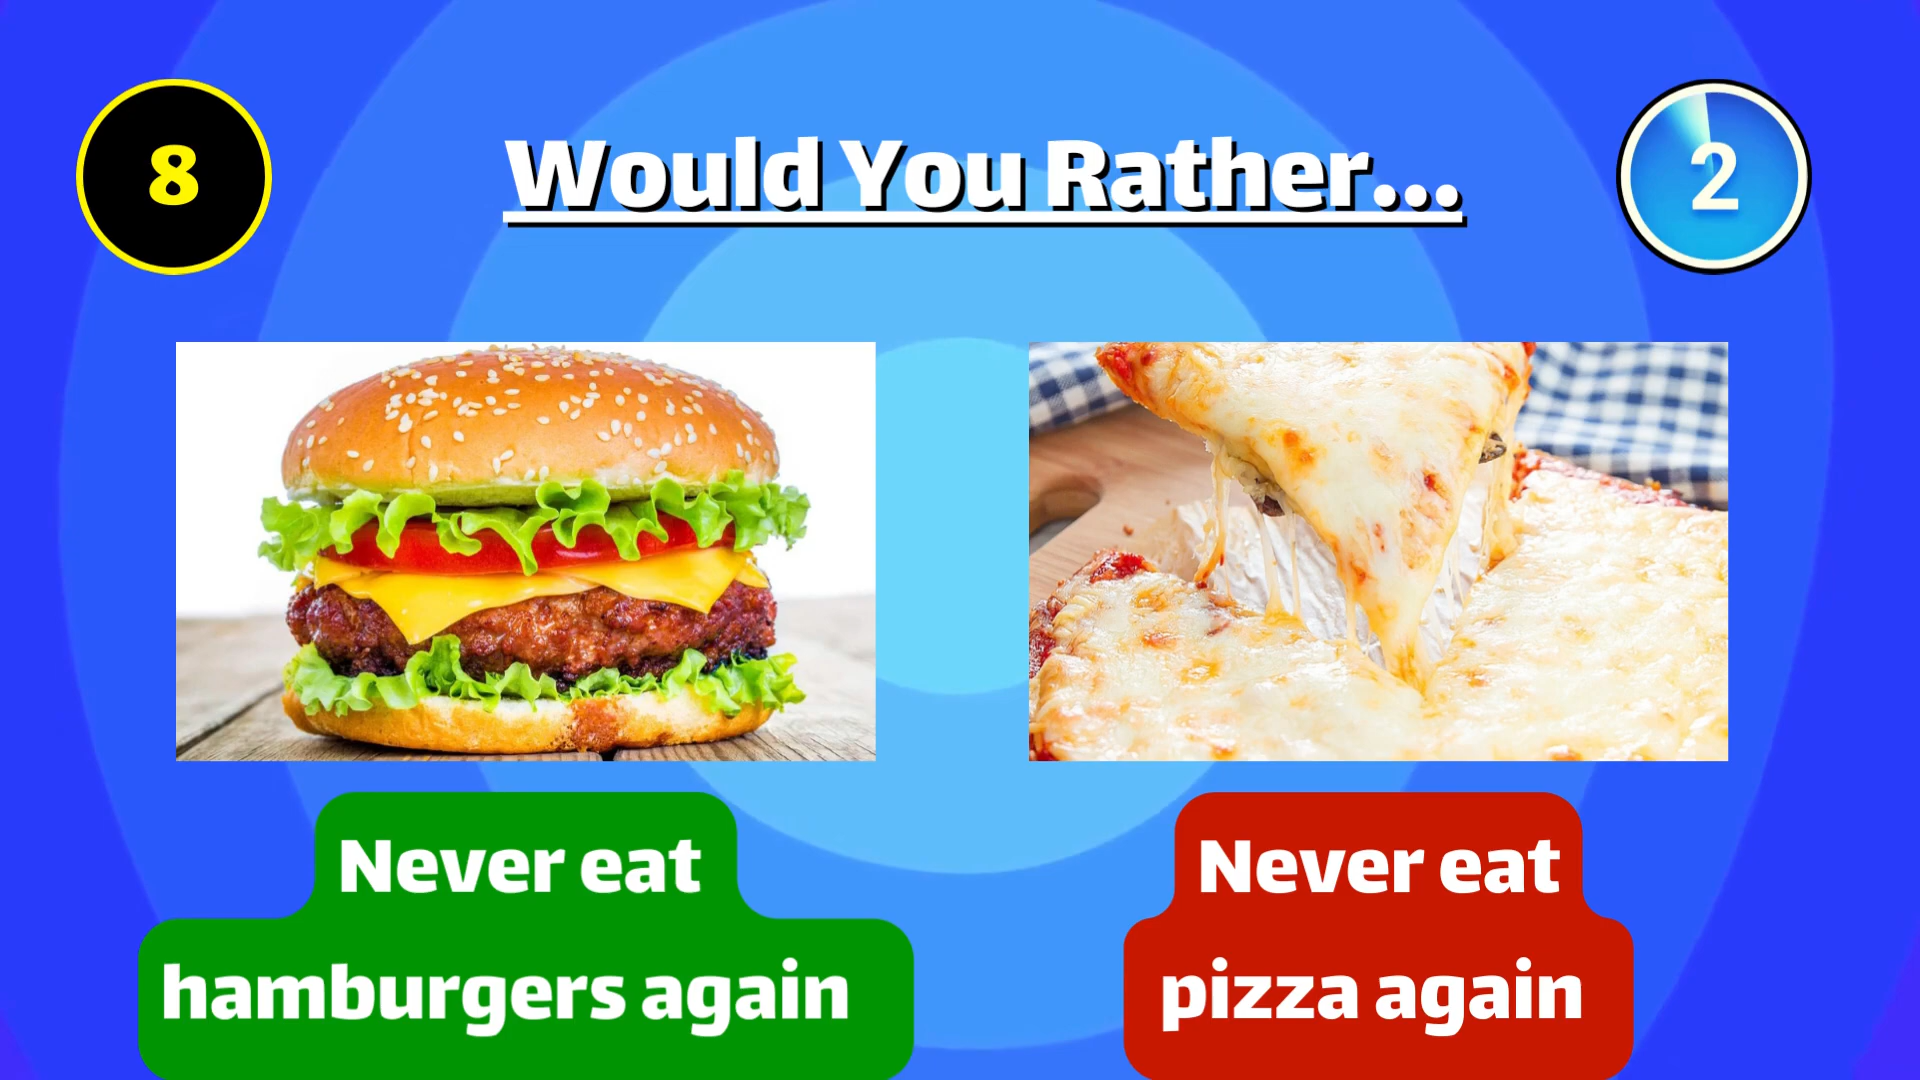 8
Would You Rather...
2
Never eat
hamburgers again
Never eat
pizza again